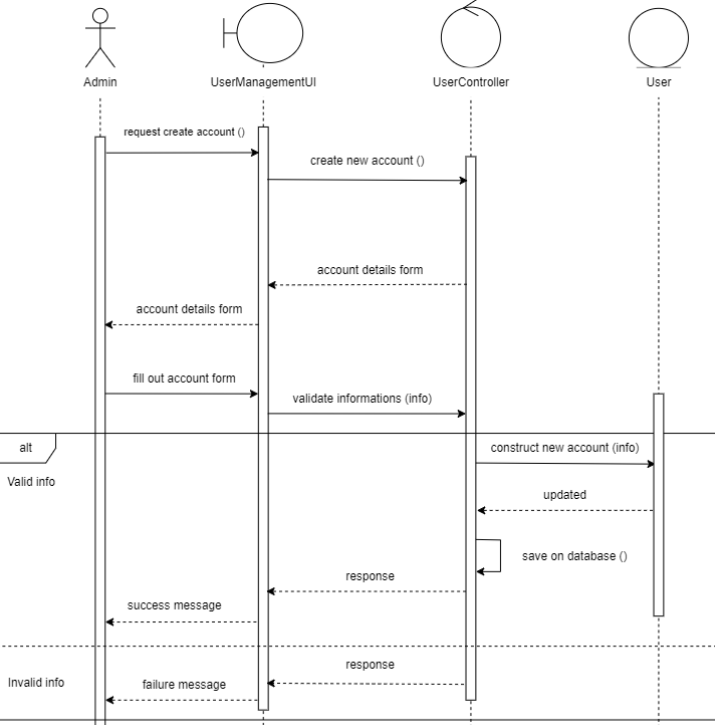 Admin
UserManagementUI
UserController
User
request create account ()
create new account ()
account details form
account details form
fill out account form
validate informations (info)
alt
construct new account (info)
Valid info
updated
save on database ()
response
success message
response
Invalid info
failure message